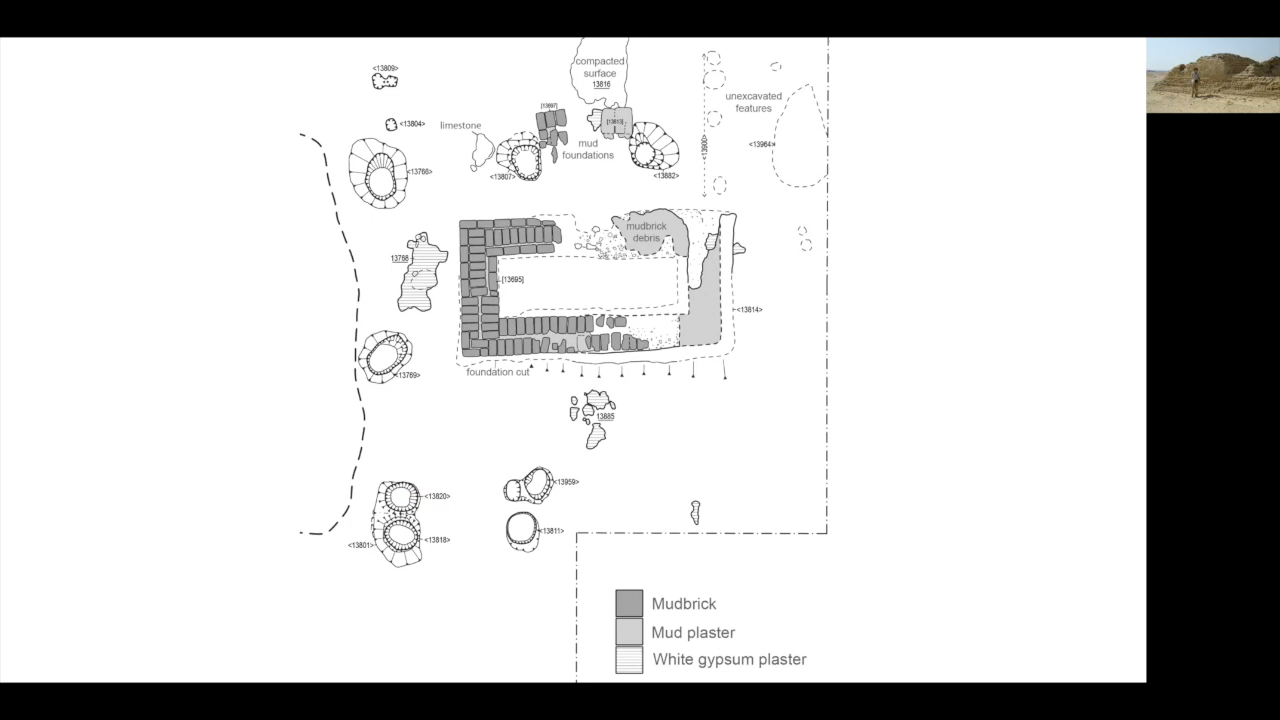 compacted
surface
13816
<13809>
unexcavated
features
[13697]
<13804>
limestone
[13813]
mud
foundations
<13900>
<13964>
<13766>
<13807>
<13882>
mudbrick
debris
13766
[13695]
<13814>
foundation cut
<13769>
13885
<13959>
<13820>
<13811>
<13801>
<13818>
Mudbrick
Mud plaster
White gypsum plaster